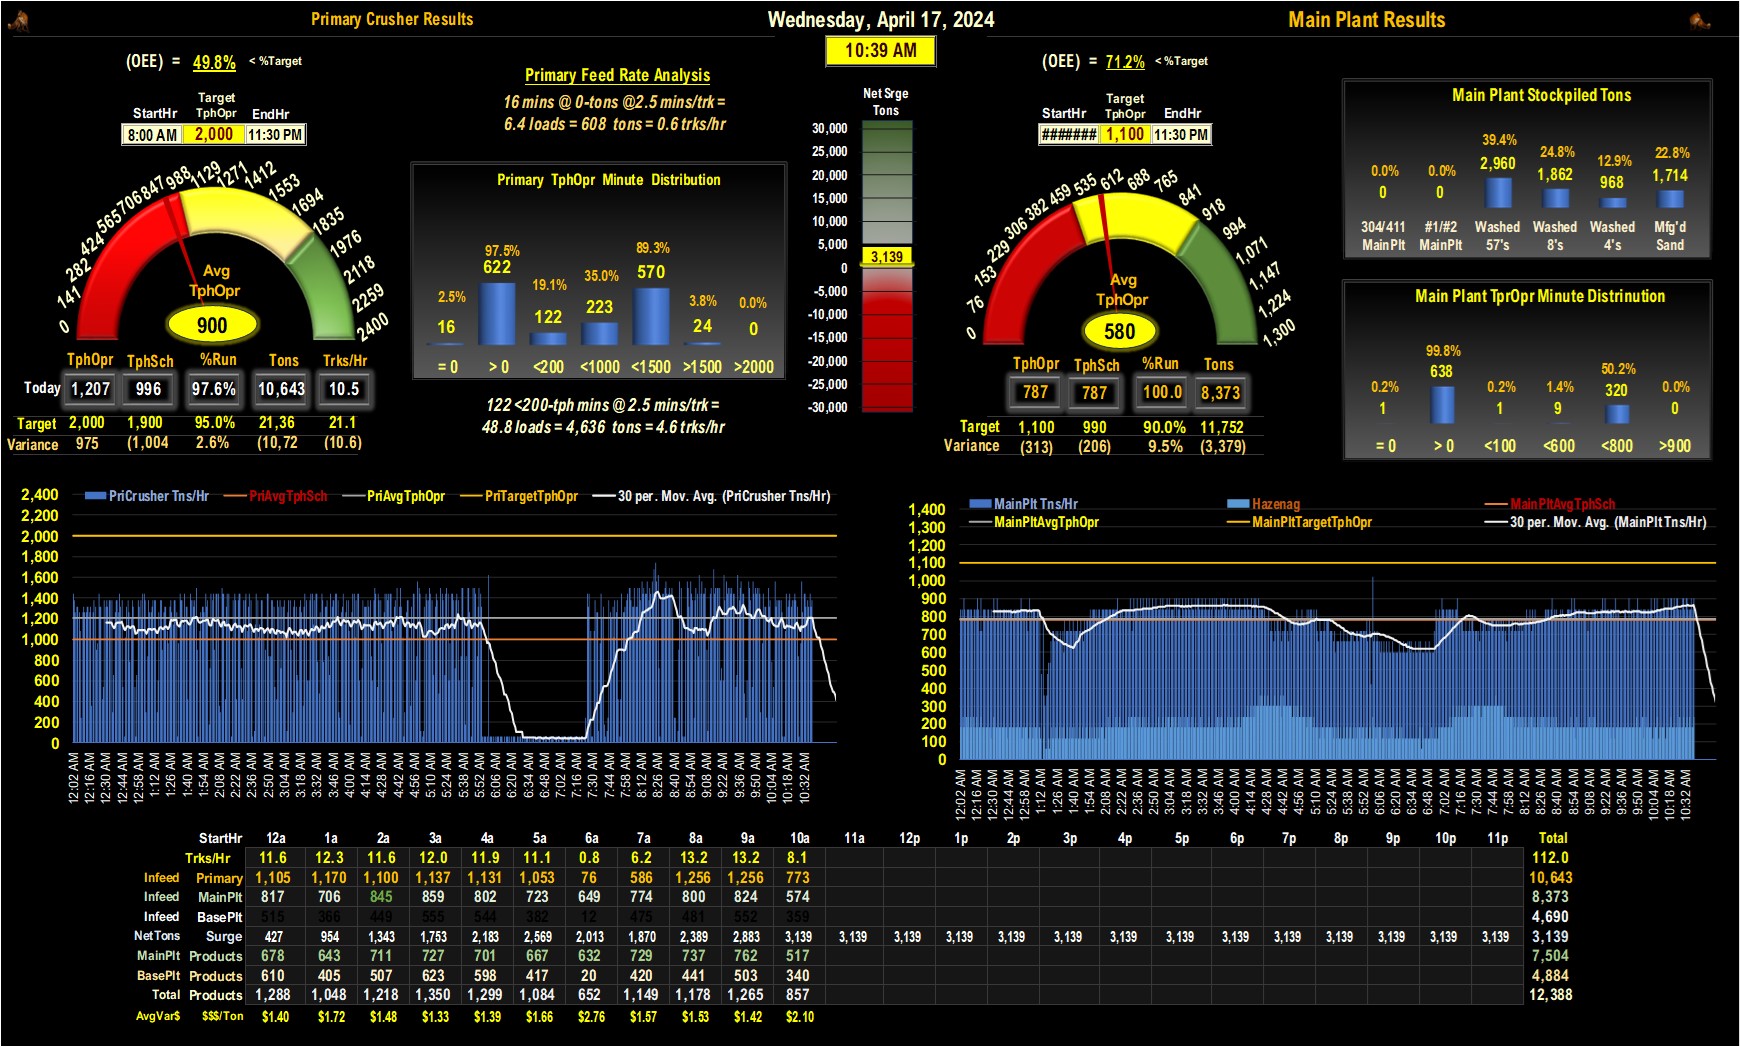 Primary Crusher Results
Wednesday, April 17, 2024
Main Plant Results
10:39 AM
(OEE) = 49.8% < %Target
Target
StartHr TphOpr EndHr
8:00 AM 2,000 11:30 PM
0 141 282 424 565 706 847 988 1129 1271 1412 1553 1694 1835 1976 2118 2259 2400
Avg
TphOpr
900
TphOpr TphSch %Run Tons Trks/Hr
Today 1,207 996 97.6% 10,643 10.5
Target 2,000 1,900 95.0% 21,36 21.1
Variance 975 (1,004 2.6% (10,72 (10.6)
Primary Feed Rate Analysis
16 mins @ 0-tons @2.5 mins/trk =
6.4 loads = 608 tons = 0.6 trks/hr
Primary TphOpr Minute Distribution
2.5% 97.5% 19.1% 35.0% 89.3% 3.8% 0.0%
16 622 122 223 570 24 0
= 0 > 0 <200 <1000 <1500 >1500 >2000
122 <200-tph mins @ 2.5 mins/trk =
48.8 loads = 4,636 tons = 4.6 trks/hr
Net Srge
Tons
30,000
25,000
20,000
15,000
10,000
5,000
3,139
0
-5,000
-10,000
-15,000
-20,000
-25,000
-30,000
(OEE) = 71.2% < %Target
Target
StartHr TphOpr EndHr
####### 1,100 11:30 PM
0 76 153 229 306 382 459 535 612 688 765 841 918 994 1,071 1,147 1,224 1,300
Avg
TphOpr
580
TphOpr TphSch %Run Tons
787 787 100.0 8,373
Target 1,100 990 90.0% 11,752
Variance (313) (206) 9.5% (3,379)
Main Plant Stockpiled Tons
0.0% 0.0% 39.4% 24.8% 12.9% 22.8%
0 0 2,960 1,862 968 1,714
304/411 #1/#2 Washed Washed Washed Mfg'd
MainPlt MainPlt 57's 8's 4's Sand
Main Plant TprOpr Minute Distrinution
0.2% 99.8% 0.2% 1.4% 50.2% 0.0%
1 638 1 9 320 0
= 0 > 0 <100 <600 <800 >900
PriCrusher Tns/Hr PriAvgTphSch PriAvgTphOpr PriTargetTphOpr 30 per. Mov. Avg. (PriCrusher Tns/Hr)
2,400
2,200
2,000
1,800
1,600
1,400
1,200
1,000
800
600
400
200
0
12:02 AM 12:16 AM 12:30 AM 12:44 AM 12:58 AM 1:12 AM 1:26 AM 1:40 AM 1:54 AM 2:08 AM 2:22 AM 2:36 AM 2:50 AM 3:04 AM 3:18 AM 3:32 AM 3:46 AM 4:00 AM 4:14 AM 4:28 AM 4:42 AM 4:56 AM 5:10 AM 5:24 AM 5:38 AM 5:52 AM 6:06 AM 6:20 AM 6:34 AM 6:48 AM 7:02 AM 7:16 AM 7:30 AM 7:44 AM 7:58 AM 8:12 AM 8:26 AM 8:40 AM 8:54 AM 9:08 AM 9:22 AM 9:36 AM 9:50 AM 10:04 AM 10:18 AM 10:32 AM
MainPlt Tns/Hr Hazenag MainPltAvgTphSch
MainPltAvgTphOpr MainPltTargetTphOpr 30 per. Mov. Avg. (MainPlt Tns/Hr)
1,400
1,300
1,200
1,100
1,000
900
800
700
600
500
400
300
200
100
0
12:02 AM 12:16 AM 12:30 AM 12:44 AM 12:58 AM 1:12 AM 1:26 AM 1:40 AM 1:54 AM 2:08 AM 2:22 AM 2:36 AM 2:50 AM 3:04 AM 3:18 AM 3:32 AM 3:46 AM 4:00 AM 4:14 AM 4:28 AM 4:42 AM 4:56 AM 5:10 AM 5:24 AM 5:38 AM 5:52 AM 6:06 AM 6:20 AM 6:34 AM 6:48 AM 7:02 AM 7:16 AM 7:30 AM 7:44 AM 7:58 AM 8:12 AM 8:26 AM 8:40 AM 8:54 AM 9:08 AM 9:22 AM 9:36 AM 9:50 AM 10:04 AM 10:18 AM 10:32 AM
StartHr 12a 1a 2a 3a 4a 5a 6a 7a 8a 9a 10a 11a 12p 1p 2p 3p 4p 5p 6p 7p 8p 9p 10p 11p Total
Trks/Hr 11.6 12.3 11.6 12.0 11.9 11.1 0.8 6.2 13.2 13.2 8.1 112.0
Infeed Primary 1,105 1,170 1,100 1,137 1,131 1,053 76 586 1,256 1,256 773 10,643
Infeed MainPlt 817 706 845 859 802 723 649 774 800 824 574 8,373
Infeed BasePlt 515 366 449 555 544 382 12 475 481 552 359 4,690
NetTons Surge 427 954 1,343 1,753 2,183 2,569 2,013 1,870 2,389 2,883 3,139 3,139 3,139 3,139 3,139 3,139 3,139 3,139 3,139 3,139 3,139 3,139 3,139 3,139 3,139
MainPlt Products 678 643 711 727 701 667 632 729 737 762 517 7,504
BasePlt Products 610 405 507 623 598 417 20 420 441 503 340 4,884
Total Products 1,288 1,048 1,218 1,350 1,299 1,084 652 1,149 1,178 1,265 857 12,388
AvgVar$ $$$/Ton $1.40 $1.72 $1.48 $1.33 $1.39 $1.66 $2.76 $1.57 $1.53 $1.42 $2.10